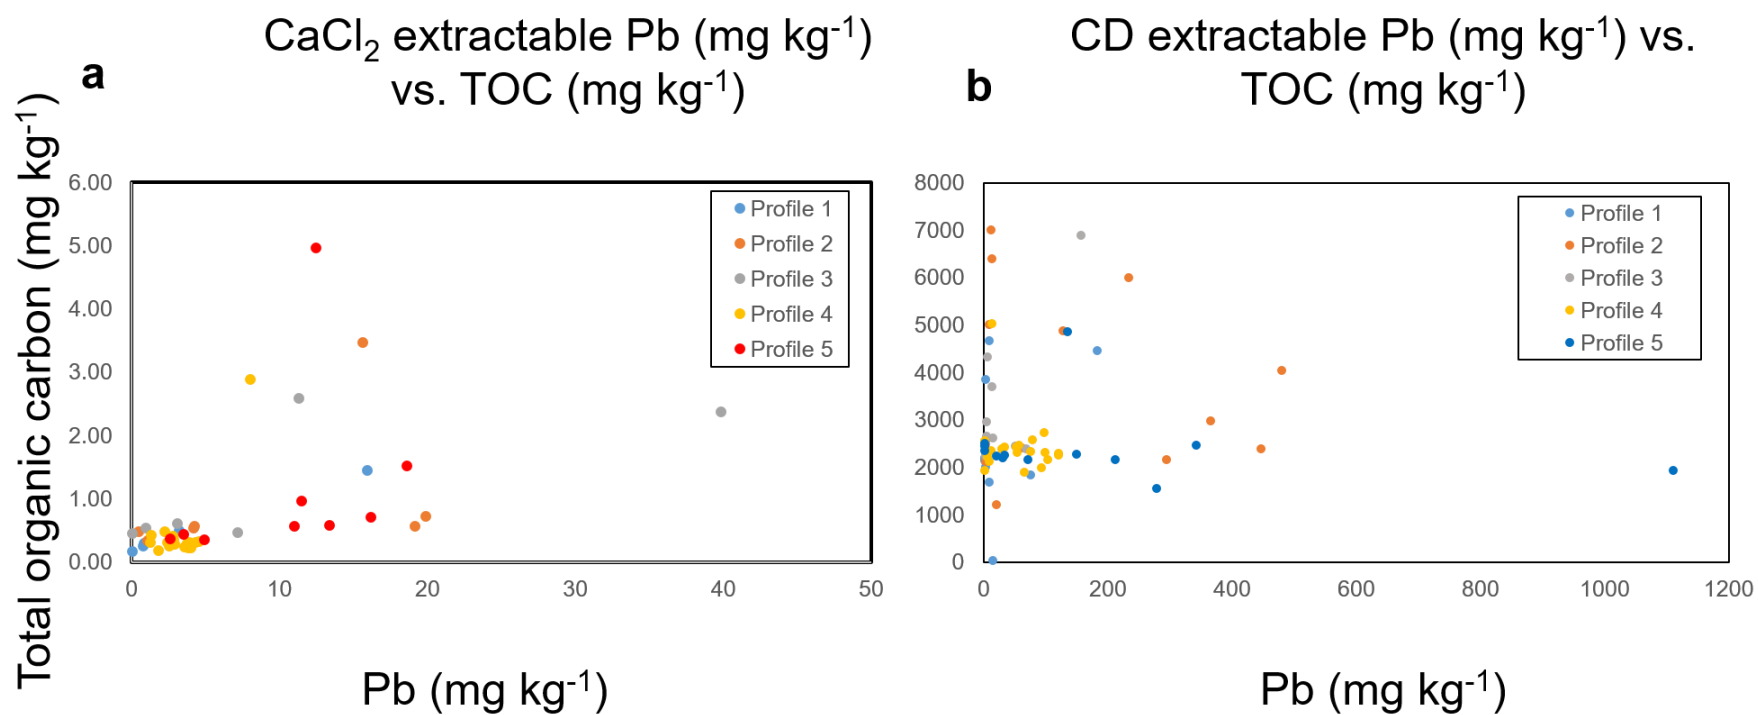 CaCl₂ extractable Pb (mg kg⁻¹)
vs. TOC (mg kg⁻¹)
a
CD extractable Pb (mg kg⁻¹) vs.
TOC (mg kg⁻¹)
b
Total organic carbon (mg kg⁻¹)
6.00
5.00
4.00
3.00
2.00
1.00
0.00
0
10
20
30
40
50
Profile 1
Profile 2
Profile 3
Profile 4
Profile 5
Pb (mg kg⁻¹)
8000
7000
6000
5000
4000
3000
2000
1000
0
0
200
400
600
800
1000
1200
Profile 1
Profile 2
Profile 3
Profile 4
Profile 5
Pb (mg kg⁻¹)